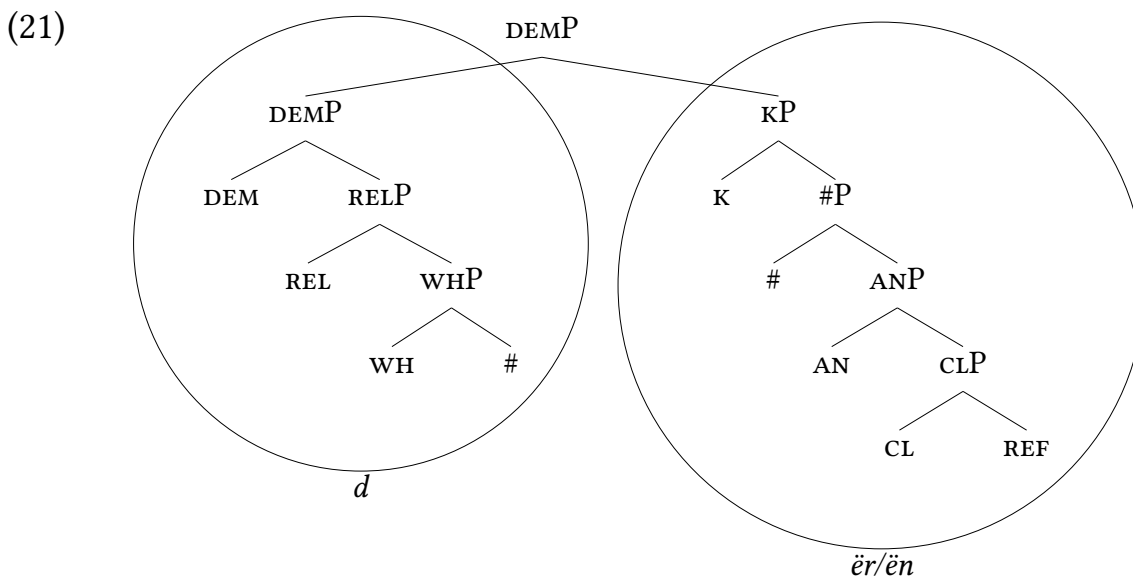 (21)
DEMP
DEMP KP
DEM RELP K #P
REL WHP # ANP
WH # AN CLP
CL REF
d
ër/ën